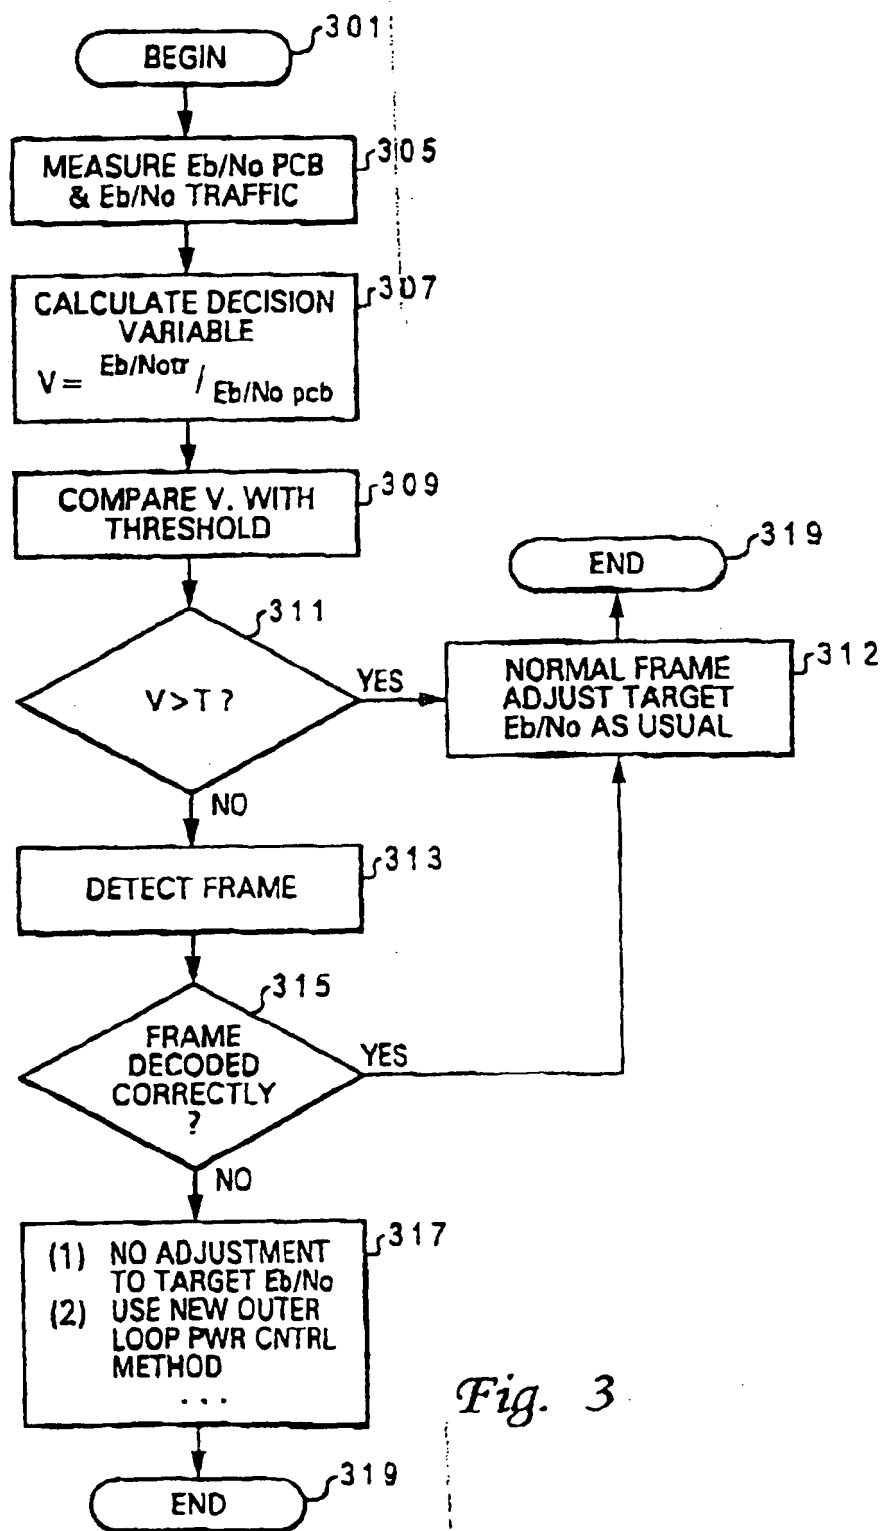 BEGIN
301
MEASURE Eb/No PCB
& Eb/No TRAFFIC
305
CALCULATE DECISION
VARIABLE
V = Eb/Notr / Eb/No pcb
307
COMPARE V. WITH
THRESHOLD
309
V>T ?
311
YES
NO
NORMAL FRAME
ADJUST TARGET
Eb/No AS USUAL
312
END
319
DETECT FRAME
313
FRAME
DECODED
CORRECTLY
?
315
YES
NO
(1) NO ADJUSTMENT
TO TARGET Eb/No
(2) USE NEW OUTER
LOOP PWR CNTRL
METHOD
. . .
317
END
319
Fig. 3